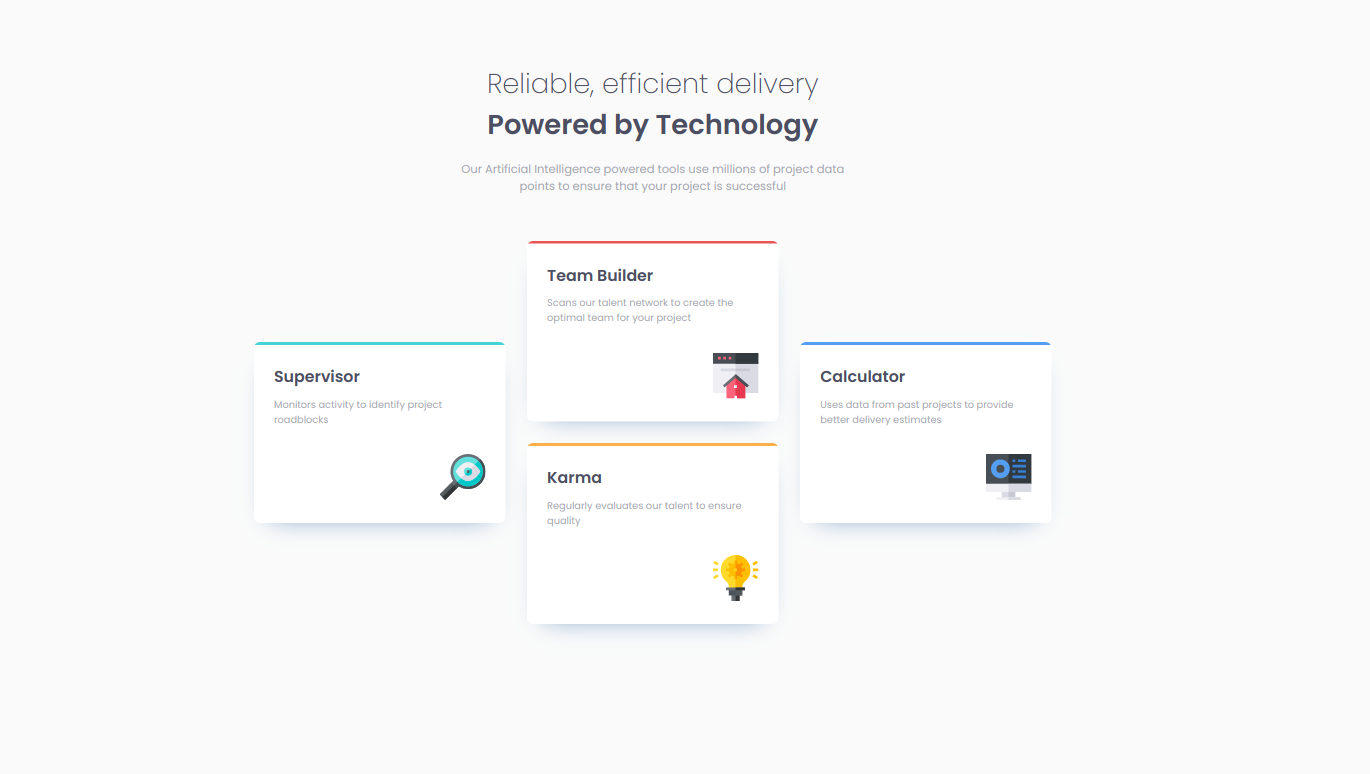 Reliable, efficient delivery
Powered by Technology
Our Artificial Intelligence powered tools use millions of project data
points to ensure that your project is successful
Team Builder
Scans our talent network to create the
optimal team for your project
Supervisor
Monitors activity to identify project
roadblocks
Calculator
Uses data from past projects to provide
better delivery estimates
Karma
Regularly evaluates our talent to ensure
quality